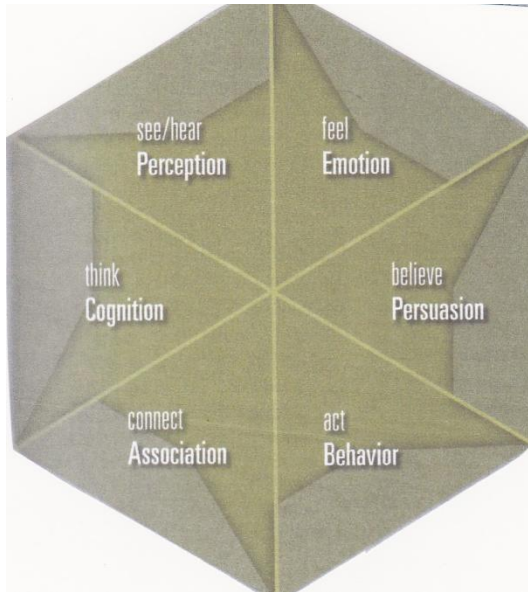 see/hear
Perception
feel
Emotion
think
Cognition
believe
Persuasion
connect
Association
act
Behavior